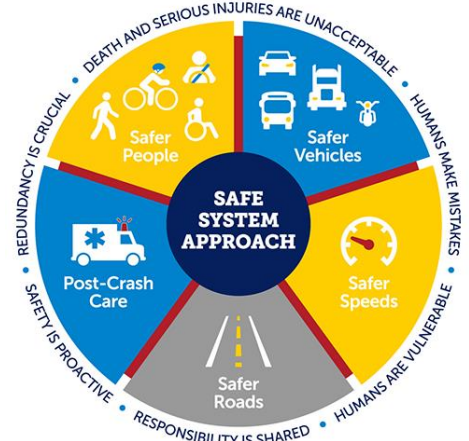 DEATH AND SERIOUS INJURIES ARE UNACCEPTABLE
HUMANS MAKE MISTAKES
HUMANS ARE VULNERABLE
RESPONSIBILITY IS SHARED
SAFETY IS PROACTIVE
REDUNDANCY IS CRUCIAL
Safer
People
Safer
Vehicles
SAFE
SYSTEM
APPROACH
Post-Crash
Care
Safer
Speeds
Safer
Roads